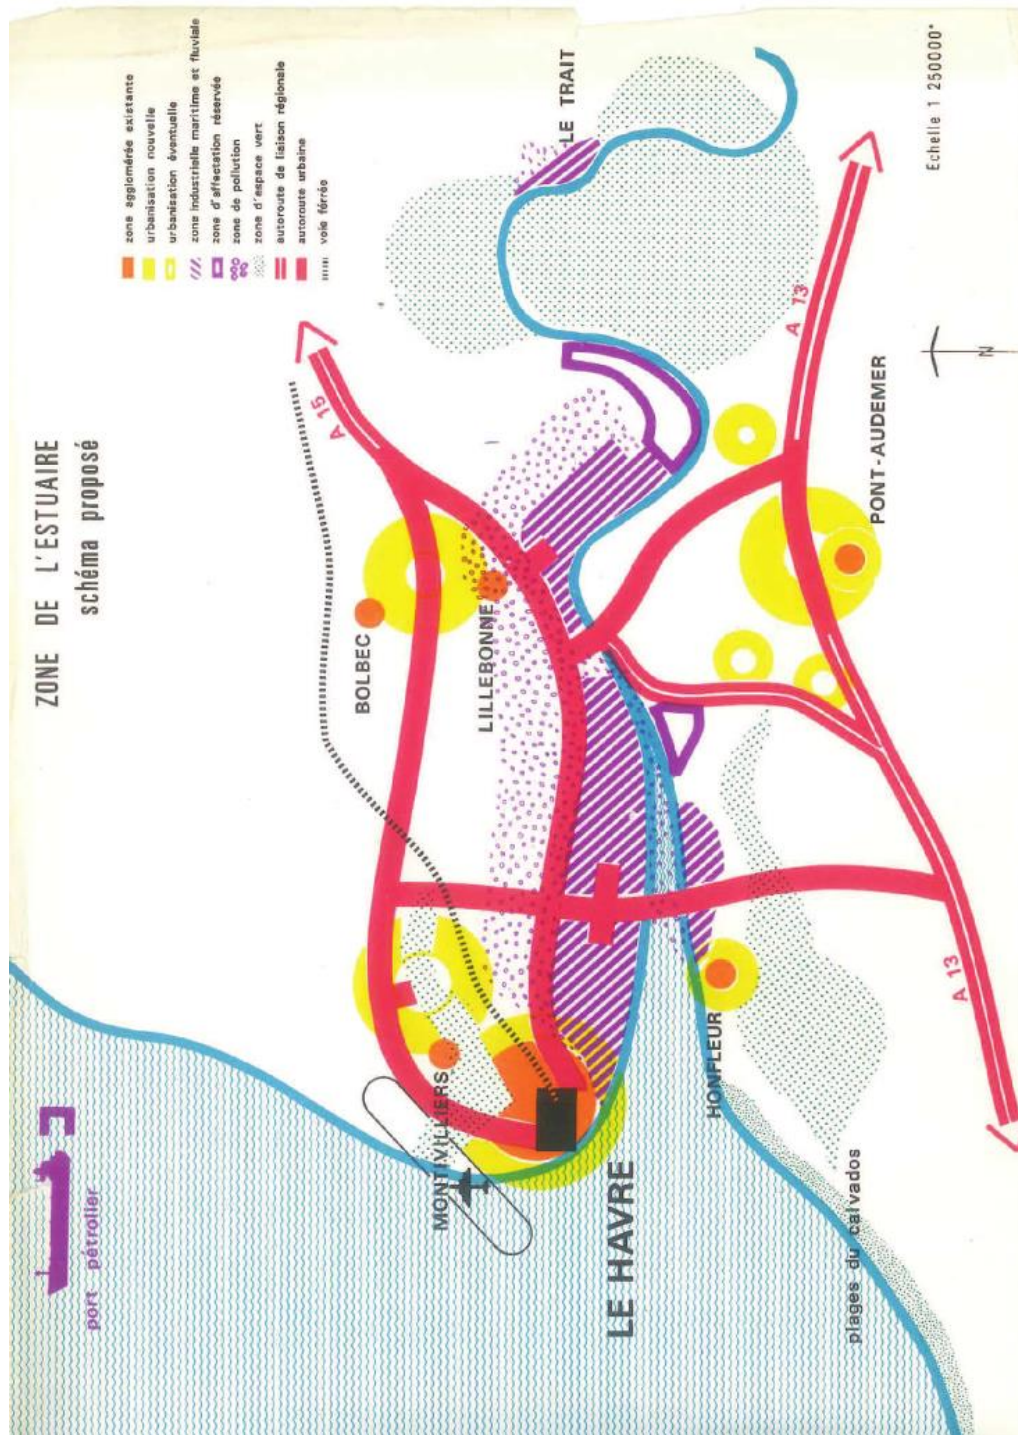 ZONE DE L'ESTUAIRE
schéma proposé
zone agglomérée existante
urbanisation nouvelle
urbanisation éventuelle
zone industrielle maritime et fluviale
zone d'affectation réservée
zone de pollution
zone d'espace vert
autoroute de liaison régionale
autoroute urbaine
voie férrée
port pétrolier
A 15
BOLBEC
LILLEBONNE
LE TRAIT
MONTIVILLIERS
LE HAVRE
HONFLEUR
PONT-AUDEMER
A 13
A 13
plages du calvados
N
Echelle 1 250000°